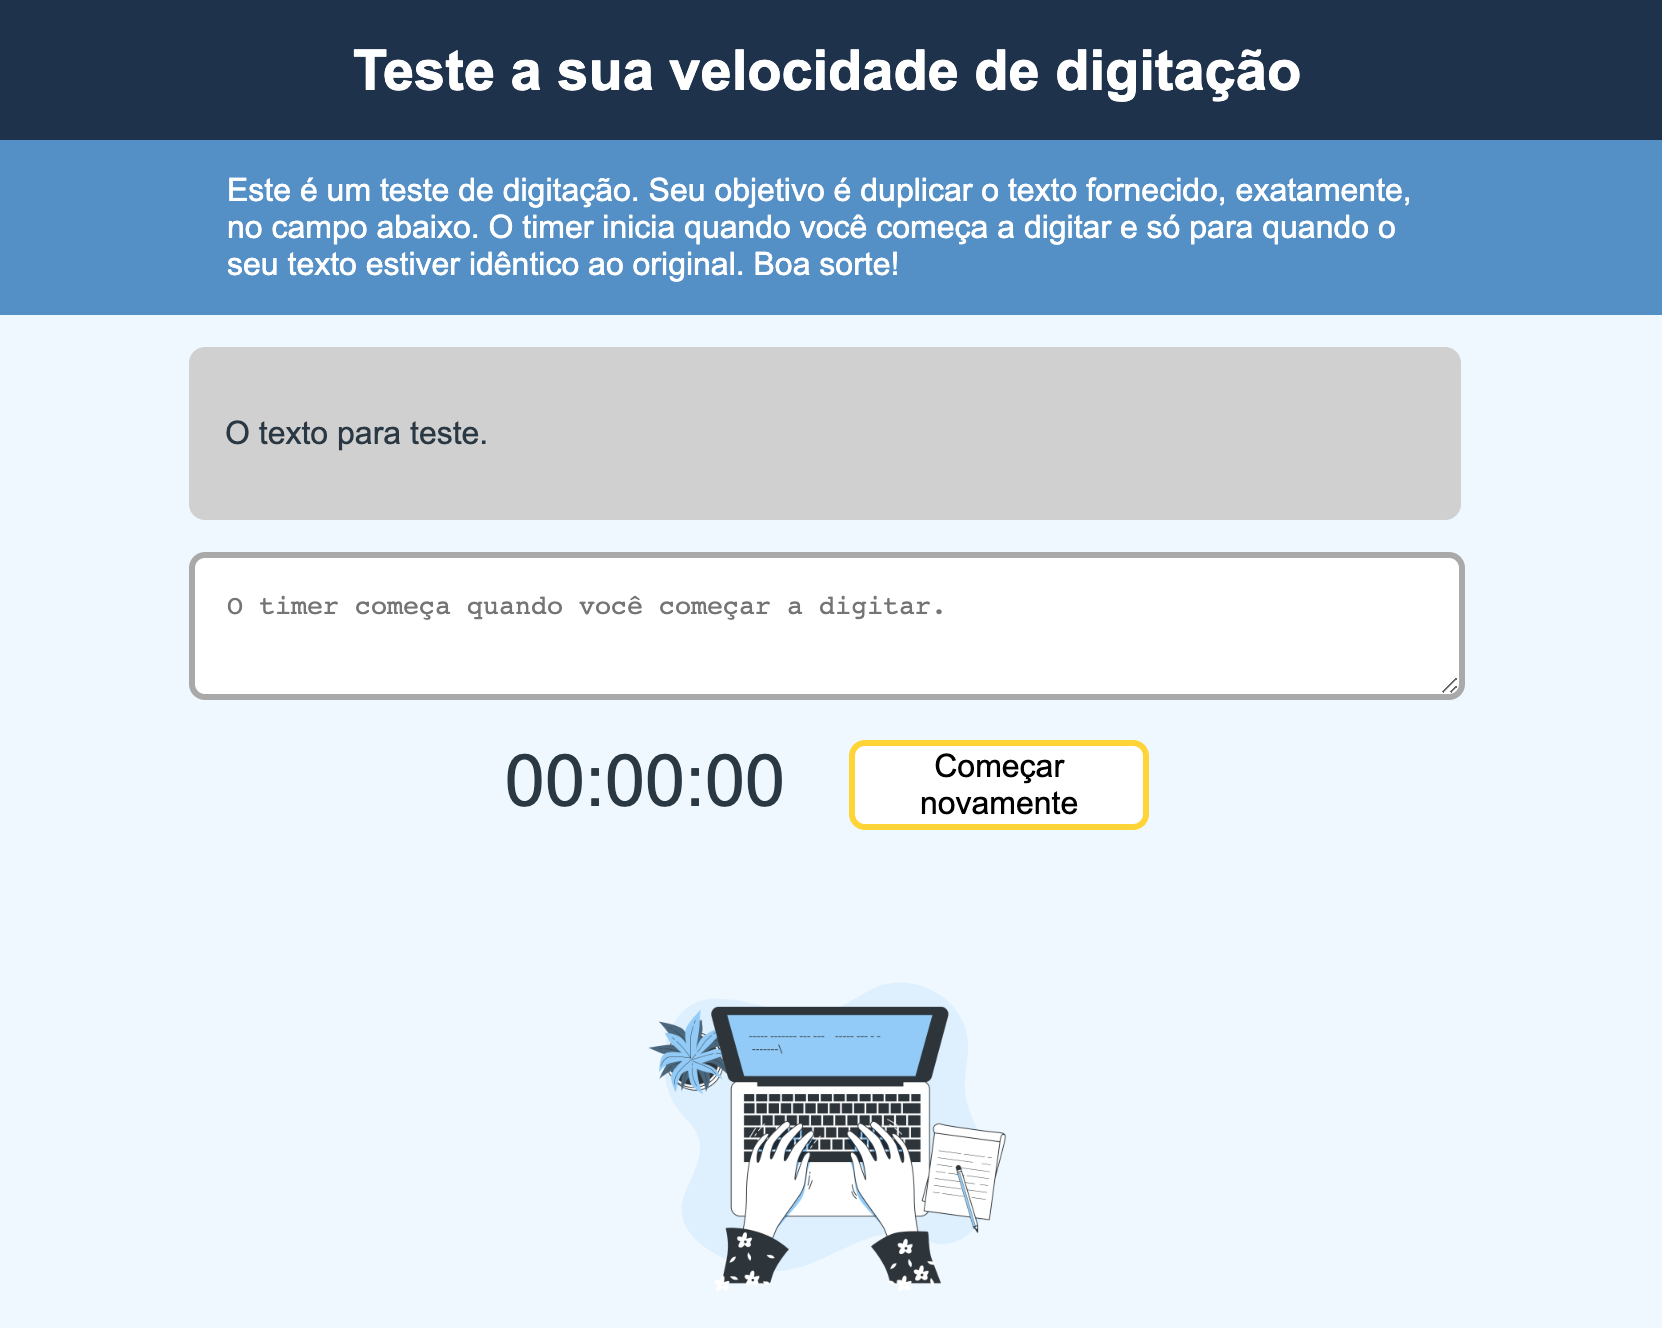 Teste a sua velocidade de digitação
Este é um teste de digitação. Seu objetivo é duplicar o texto fornecido, exatamente,
no campo abaixo. O timer inicia quando você começa a digitar e só para quando o
seu texto estiver idêntico ao original. Boa sorte!
O texto para teste.
O timer começa quando você começar a digitar.
00:00:00
Começar
novamente